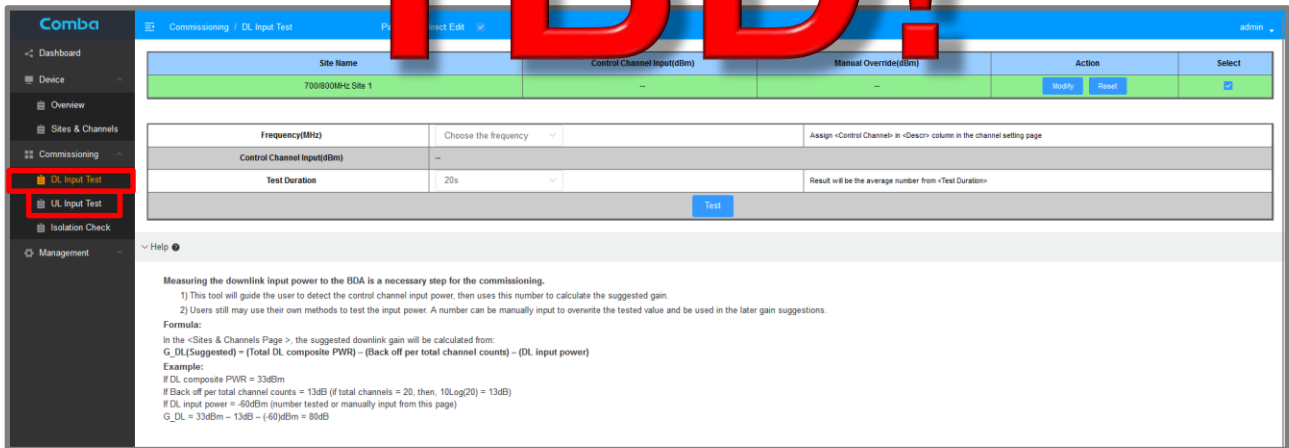 TBD!
Comba
Commissioning / DL Input Test
Direct Edit
admin
Dashboard
Device
Overview
Sites & Channels
Commissioning
DL Input Test
UL Input Test
Isolation Check
Management
Site Name Control Channel Input(dBm) Manual Override(dBm) Action Select
700/800MHz Site 1 -- -- Modify Reset
Frequency(MHz) Choose the frequency Assign <Control Channel> in <Descr> column in the channel setting page
Control Channel Input(dBm) --
Test Duration 20s Result will be the average number from <Test Duration>
Test
Help
Measuring the downlink input power to the BDA is a necessary step for the commissioning.
1) This tool will guide the user to detect the control channel input power, then uses this number to calculate the suggested gain.
2) Users still may use their own methods to test the input power. A number can be manually input to overwrite the tested value and be used in the later gain suggestions.
Formula:
In the <Sites & Channels Page >, the suggested downlink gain will be calculated from:
G_DL(Suggested) = (Total DL composite PWR) – (Back off per total channel counts) – (DL input power)
Example:
If DL composite PWR = 33dBm
If Back off per total channel counts = 13dB (if total channels = 20, then, 10Log(20) = 13dB)
If DL input power = -60dBm (number tested or manually input from this page)
G_DL = 33dBm – 13dB – (-60)dBm = 80dB